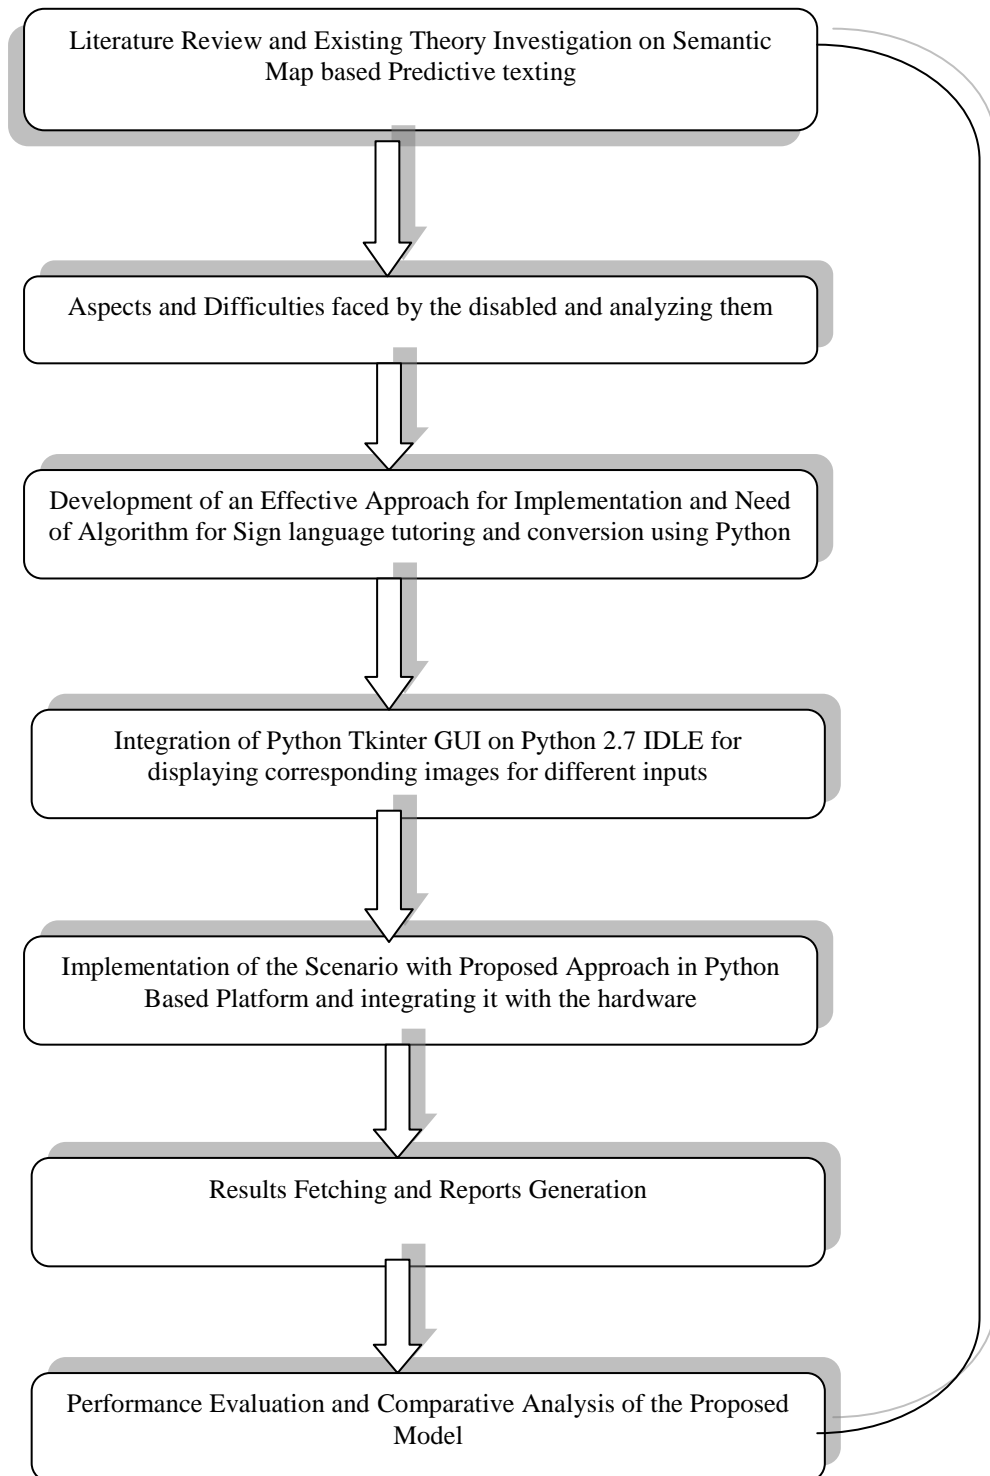 Literature Review and Existing Theory Investigation on Semantic
Map based Predictive texting
Aspects and Difficulties faced by the disabled and analyzing them
Development of an Effective Approach for Implementation and Need
of Algorithm for Sign language tutoring and conversion using Python
Integration of Python Tkinter GUI on Python 2.7 IDLE for
displaying corresponding images for different inputs
Implementation of the Scenario with Proposed Approach in Python
Based Platform and integrating it with the hardware
Results Fetching and Reports Generation
Performance Evaluation and Comparative Analysis of the Proposed
Model